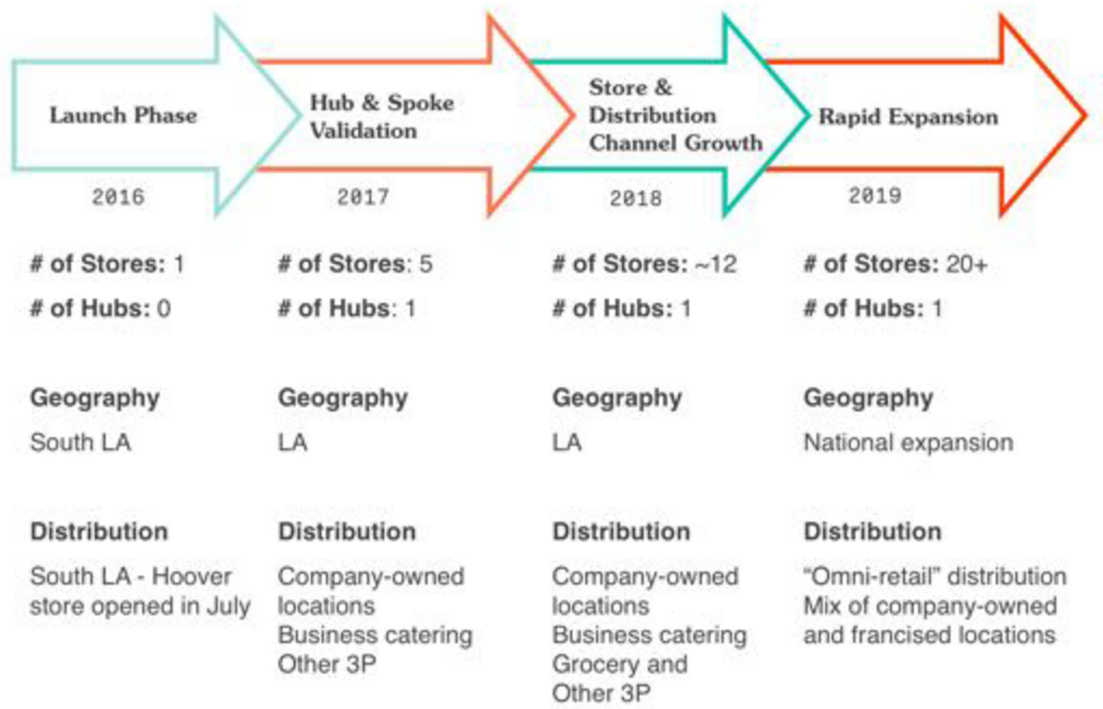 Launch Phase
Hub & Spoke
Validation
Store &
Distribution
Channel Growth
Rapid Expansion
2016
2017
2018
2019
# of Stores: 1
# of Hubs: 0
Geography
South LA
Distribution
South LA - Hoover
store opened in July
# of Stores: 5
# of Hubs: 1
Geography
LA
Distribution
Company-owned
locations
Business catering
Other 3P
# of Stores: ~12
# of Hubs: 1
Geography
LA
Distribution
Company-owned
locations
Business catering
Grocery and
Other 3P
# of Stores: 20+
# of Hubs: 1
Geography
National expansion
Distribution
“Omni-retail” distribution
Mix of company-owned
and francised locations